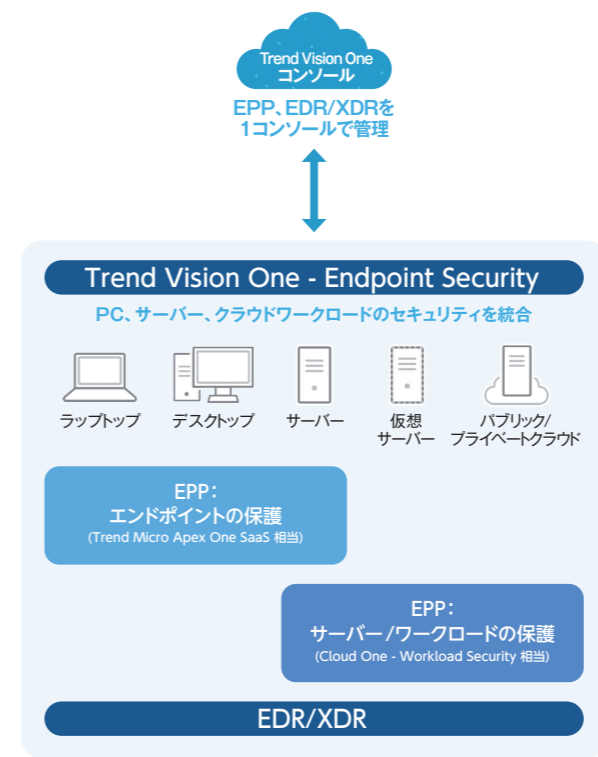 Trend Vision One
コンソール
EPP、EDR/XDRを
1コンソールで管理
Trend Vision One - Endpoint Security
PC、サーバー、クラウドワークロードのセキュリティを統合
ラップトップ
デスクトップ
サーバー
仮想
サーバー
パブリック/
プライベートクラウド
EPP：
エンドポイントの保護
(Trend Micro Apex One SaaS 相当)
EPP：
サーバー/ワークロードの保護
(Cloud One - Workload Security 相当)
EDR/XDR